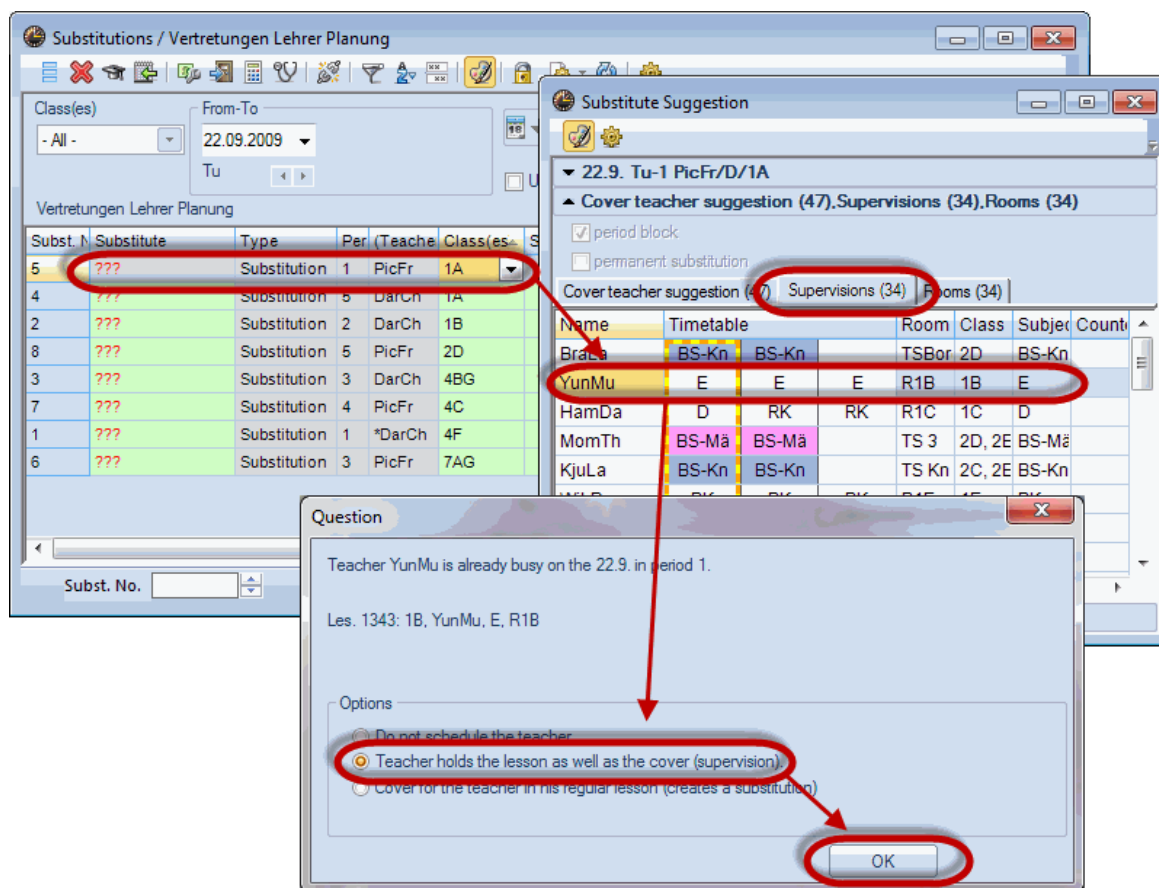 Substitutions / Vertretungen Lehrer Planung
Class(es)
- All -
From-To
22.09.2009
Tu
18
U
Vertretungen Lehrer Planung
Subst. N Substitute Type Per (Teache Class(es S
5 ??? Substitution 1 PicFr 1A
4 ??? Substitution 5 DarCh 1A
2 ??? Substitution 2 DarCh 1B
8 ??? Substitution 5 PicFr 2D
3 ??? Substitution 3 DarCh 4BG
7 ??? Substitution 4 PicFr 4C
1 ??? Substitution 1 *DarCh 4F
6 ??? Substitution 3 PicFr 7AG
Subst. No.
Substitute Suggestion
22.9. Tu-1 PicFr/D/1A
Cover teacher suggestion (47),Supervisions (34),Rooms (34)
period block
permanent substitution
Cover teacher suggestion (47) Supervisions (34) Rooms (34)
Name Timetable Room Class Subjec Counte
BraLa BS-Kn BS-Kn TSBor 2D BS-Kn
YunMu E E E R1B 1B E
HamDa D RK RK R1C 1C D
MomTh BS-Mä BS-Mä TS 3 2D, 2E BS-Mä
KjuLa BS-Kn BS-Kn TS Kn 2C, 2E BS-Kn
Question
Teacher YunMu is already busy on the 22.9. in period 1.
Les. 1343: 1B, YunMu, E, R1B
Options
Do not schedule the teacher
Teacher holds the lesson as well as the cover (supervision).
Cover for the teacher in his regular lesson (creates a substitution)
OK